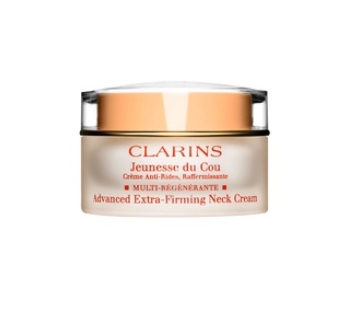 CLARINS
Jeunesse du Cou
Crème Anti-Rides, Raffermissante
MULTI-RÉGÉNÉRANTE
Advanced Extra-Firming Neck Cream